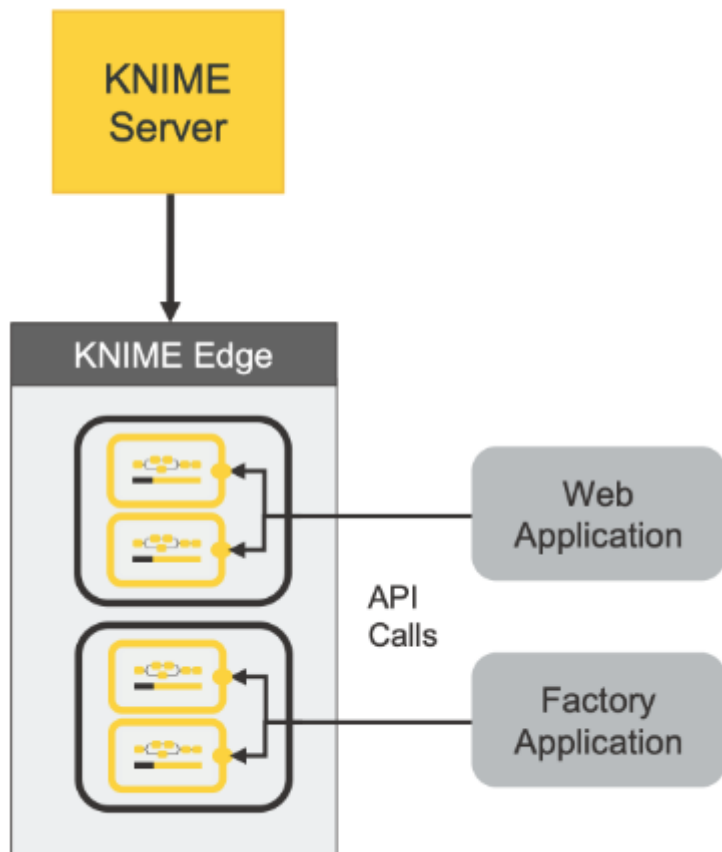 KNIME
Server
KNIME Edge
Web
Application
API
Calls
Factory
Application